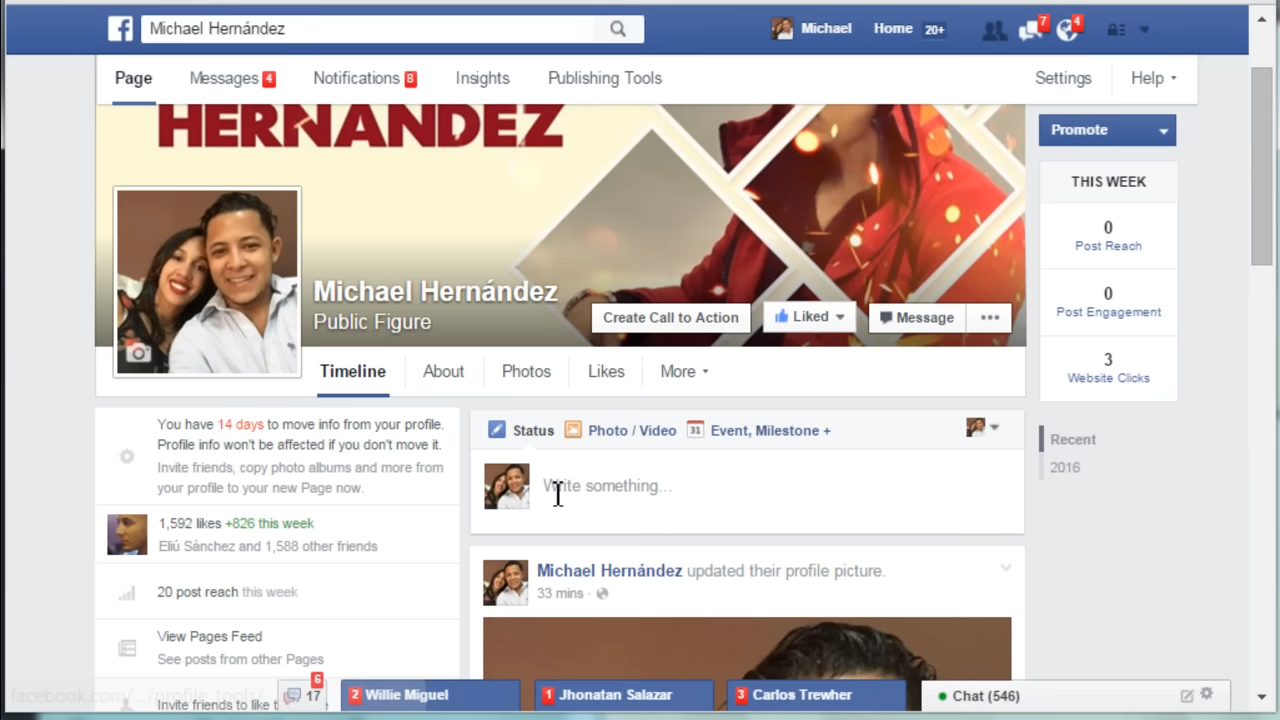 Michael Hernández
Michael
Home 20+
7
4
Page
Messages 4
Notifications 8
Insights
Publishing Tools
Settings
Help
HERNANDEZ
Promote
THIS WEEK
0
Post Reach
0
Post Engagement
3
Website Clicks
Michael Hernández
Public Figure
Create Call to Action
Liked
Message
Timeline
About
Photos
Likes
More
You have 14 days to move info from your profile.
Profile info won't be affected if you don't move it.
Invite friends, copy photo albums and more from
your profile to your new Page now.
1,592 likes +826 this week
Eliú Sánchez and 1,588 other friends
20 post reach this week
View Pages Feed
See posts from other Pages
Status
Photo / Video
31
Event, Milestone +
Write something...
Michael Hernández updated their profile picture.
33 mins ·
Recent
2016
facebook.com/.../profile_tools/
Invite friends to like t
6
17
2 Willie Miguel
1 Jhonatan Salazar
3 Carlos Trewher
Chat (546)